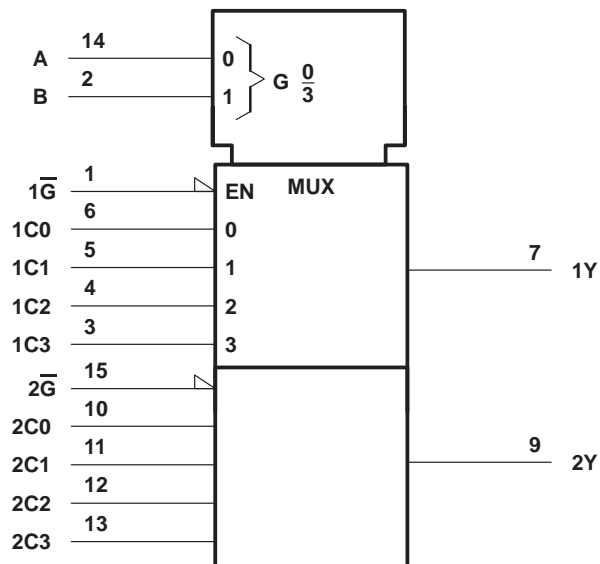 A 14 0
B 2 1
G 0/3
1G̅ 1 EN MUX
1C0 6 0
1C1 5 1
7 1Y
1C2 4 2
1C3 3 3
2G̅ 15
2C0 10
2C1 11
9 2Y
2C2 12
2C3 13